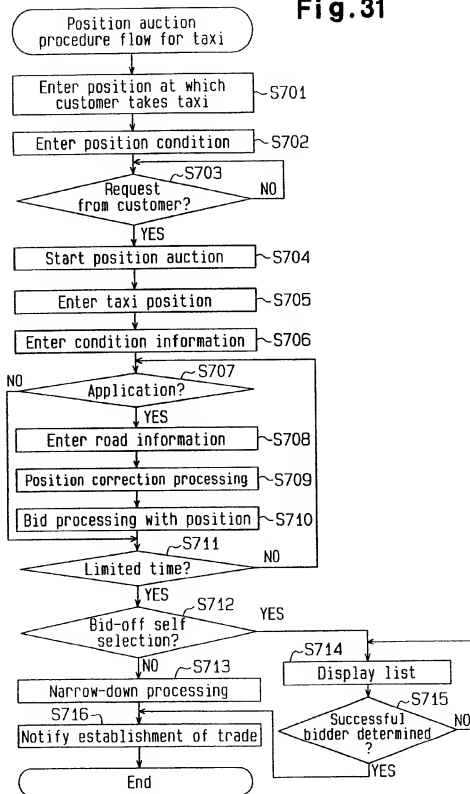 Fig.31
Position auction
procedure flow for taxi
Enter position at which
customer takes taxi
S701
Enter position condition
S702
S703
Request
from customer?
NO
YES
Start position auction
S704
Enter taxi position
S705
Enter condition information
S706
NO
S707
Application?
YES
Enter road information
S708
Position correction processing
S709
Bid processing with position
S710
S711
Limited time?
NO
YES
S712
Bid-off self
selection?
YES
NO
S713
Narrow-down processing
S714
Display list
S715
Successful
bidder determined
?
NO
YES
S716
Notify establishment of trade
End